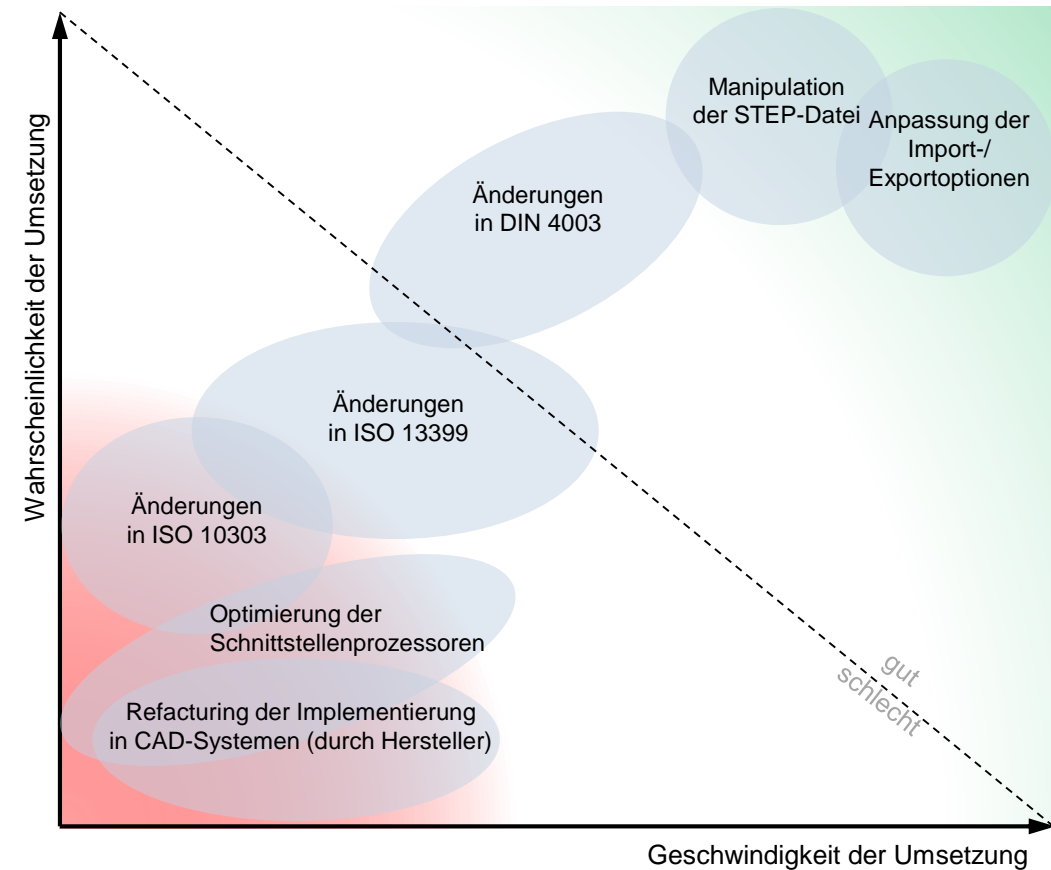 Wahrscheinlichkeit der Umsetzung
Manipulation
der STEP-Datei
Anpassung der
Import-/
Exportoptionen
Änderungen
in DIN 4003
Änderungen
in ISO 13399
Änderungen
in ISO 10303
Optimierung der
Schnittstellenprozessoren
Refacturing der Implementierung
in CAD-Systemen (durch Hersteller)
gut
schlecht
Geschwindigkeit der Umsetzung